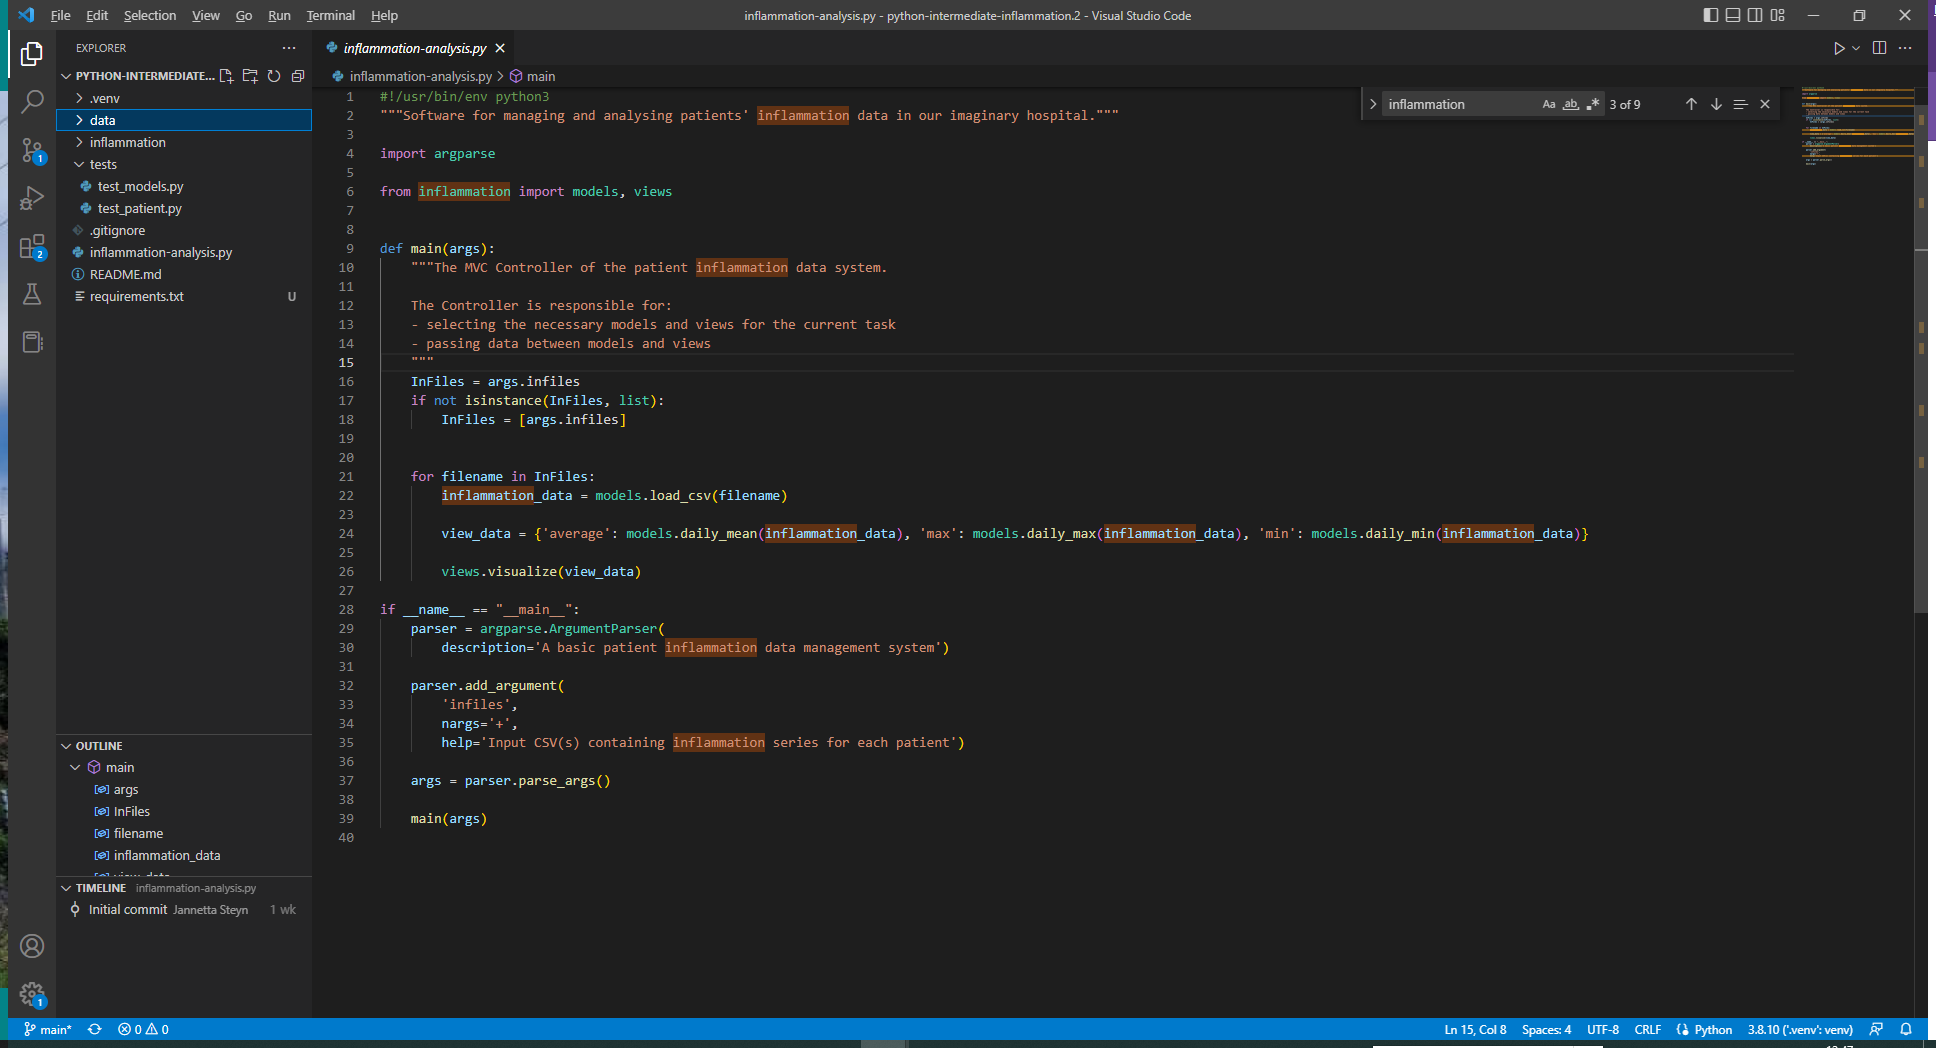 File Edit Selection View Go Run Terminal Help
inflammation-analysis.py - python-intermediate-inflammation.2 - Visual Studio Code
EXPLORER
PYTHON-INTERMEDIATE...
.venv
data
inflammation
tests
test_models.py
test_patient.py
.gitignore
inflammation-analysis.py
README.md
requirements.txt U
1
2
OUTLINE
main
args
InFiles
filename
inflammation_data
TIMELINE inflammation-analysis.py
Initial commit Jannetta Steyn 1 wk
1
inflammation-analysis.py
inflammation-analysis.py > main
inflammation Aa ab 3 of 9
1 #!/usr/bin/env python3
2 """Software for managing and analysing patients' inflammation data in our imaginary hospital."""
3
4 import argparse
5
6 from inflammation import models, views
7
8
9 def main(args):
10 """The MVC Controller of the patient inflammation data system.
11
12 The Controller is responsible for:
13 - selecting the necessary models and views for the current task
14 - passing data between models and views
15 """
16 InFiles = args.infiles
17 if not isinstance(InFiles, list):
18 InFiles = [args.infiles]
19
20
21 for filename in InFiles:
22 inflammation_data = models.load_csv(filename)
23
24 view_data = {'average': models.daily_mean(inflammation_data), 'max': models.daily_max(inflammation_data), 'min': models.daily_min(inflammation_data)}
25
26 views.visualize(view_data)
27
28 if __name__ == "__main__":
29 parser = argparse.ArgumentParser(
30 description='A basic patient inflammation data management system')
31
32 parser.add_argument(
33 'infiles',
34 nargs='+',
35 help='Input CSV(s) containing inflammation series for each patient')
36
37 args = parser.parse_args()
38
39 main(args)
40
main* 0 0
Ln 15, Col 8 Spaces: 4 UTF-8 CRLF Python 3.8.10 ('.venv': venv)